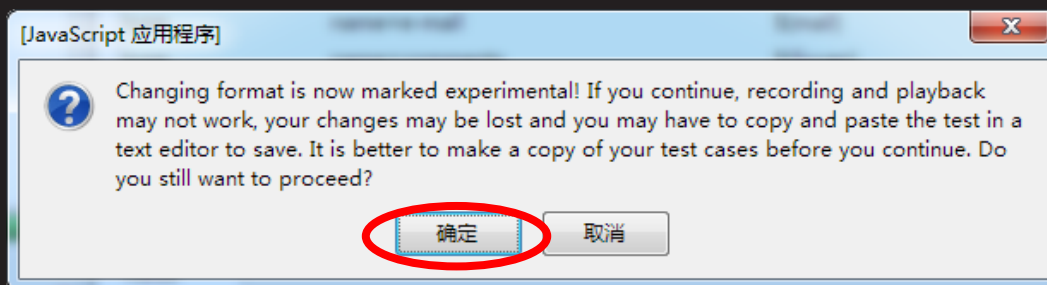 [JavaScript 应用程序]
Changing format is now marked experimental! If you continue, recording and playback
may not work, your changes may be lost and you may have to copy and paste the test in a
text editor to save. It is better to make a copy of your test cases before you continue. Do
you still want to proceed?
确定 取消